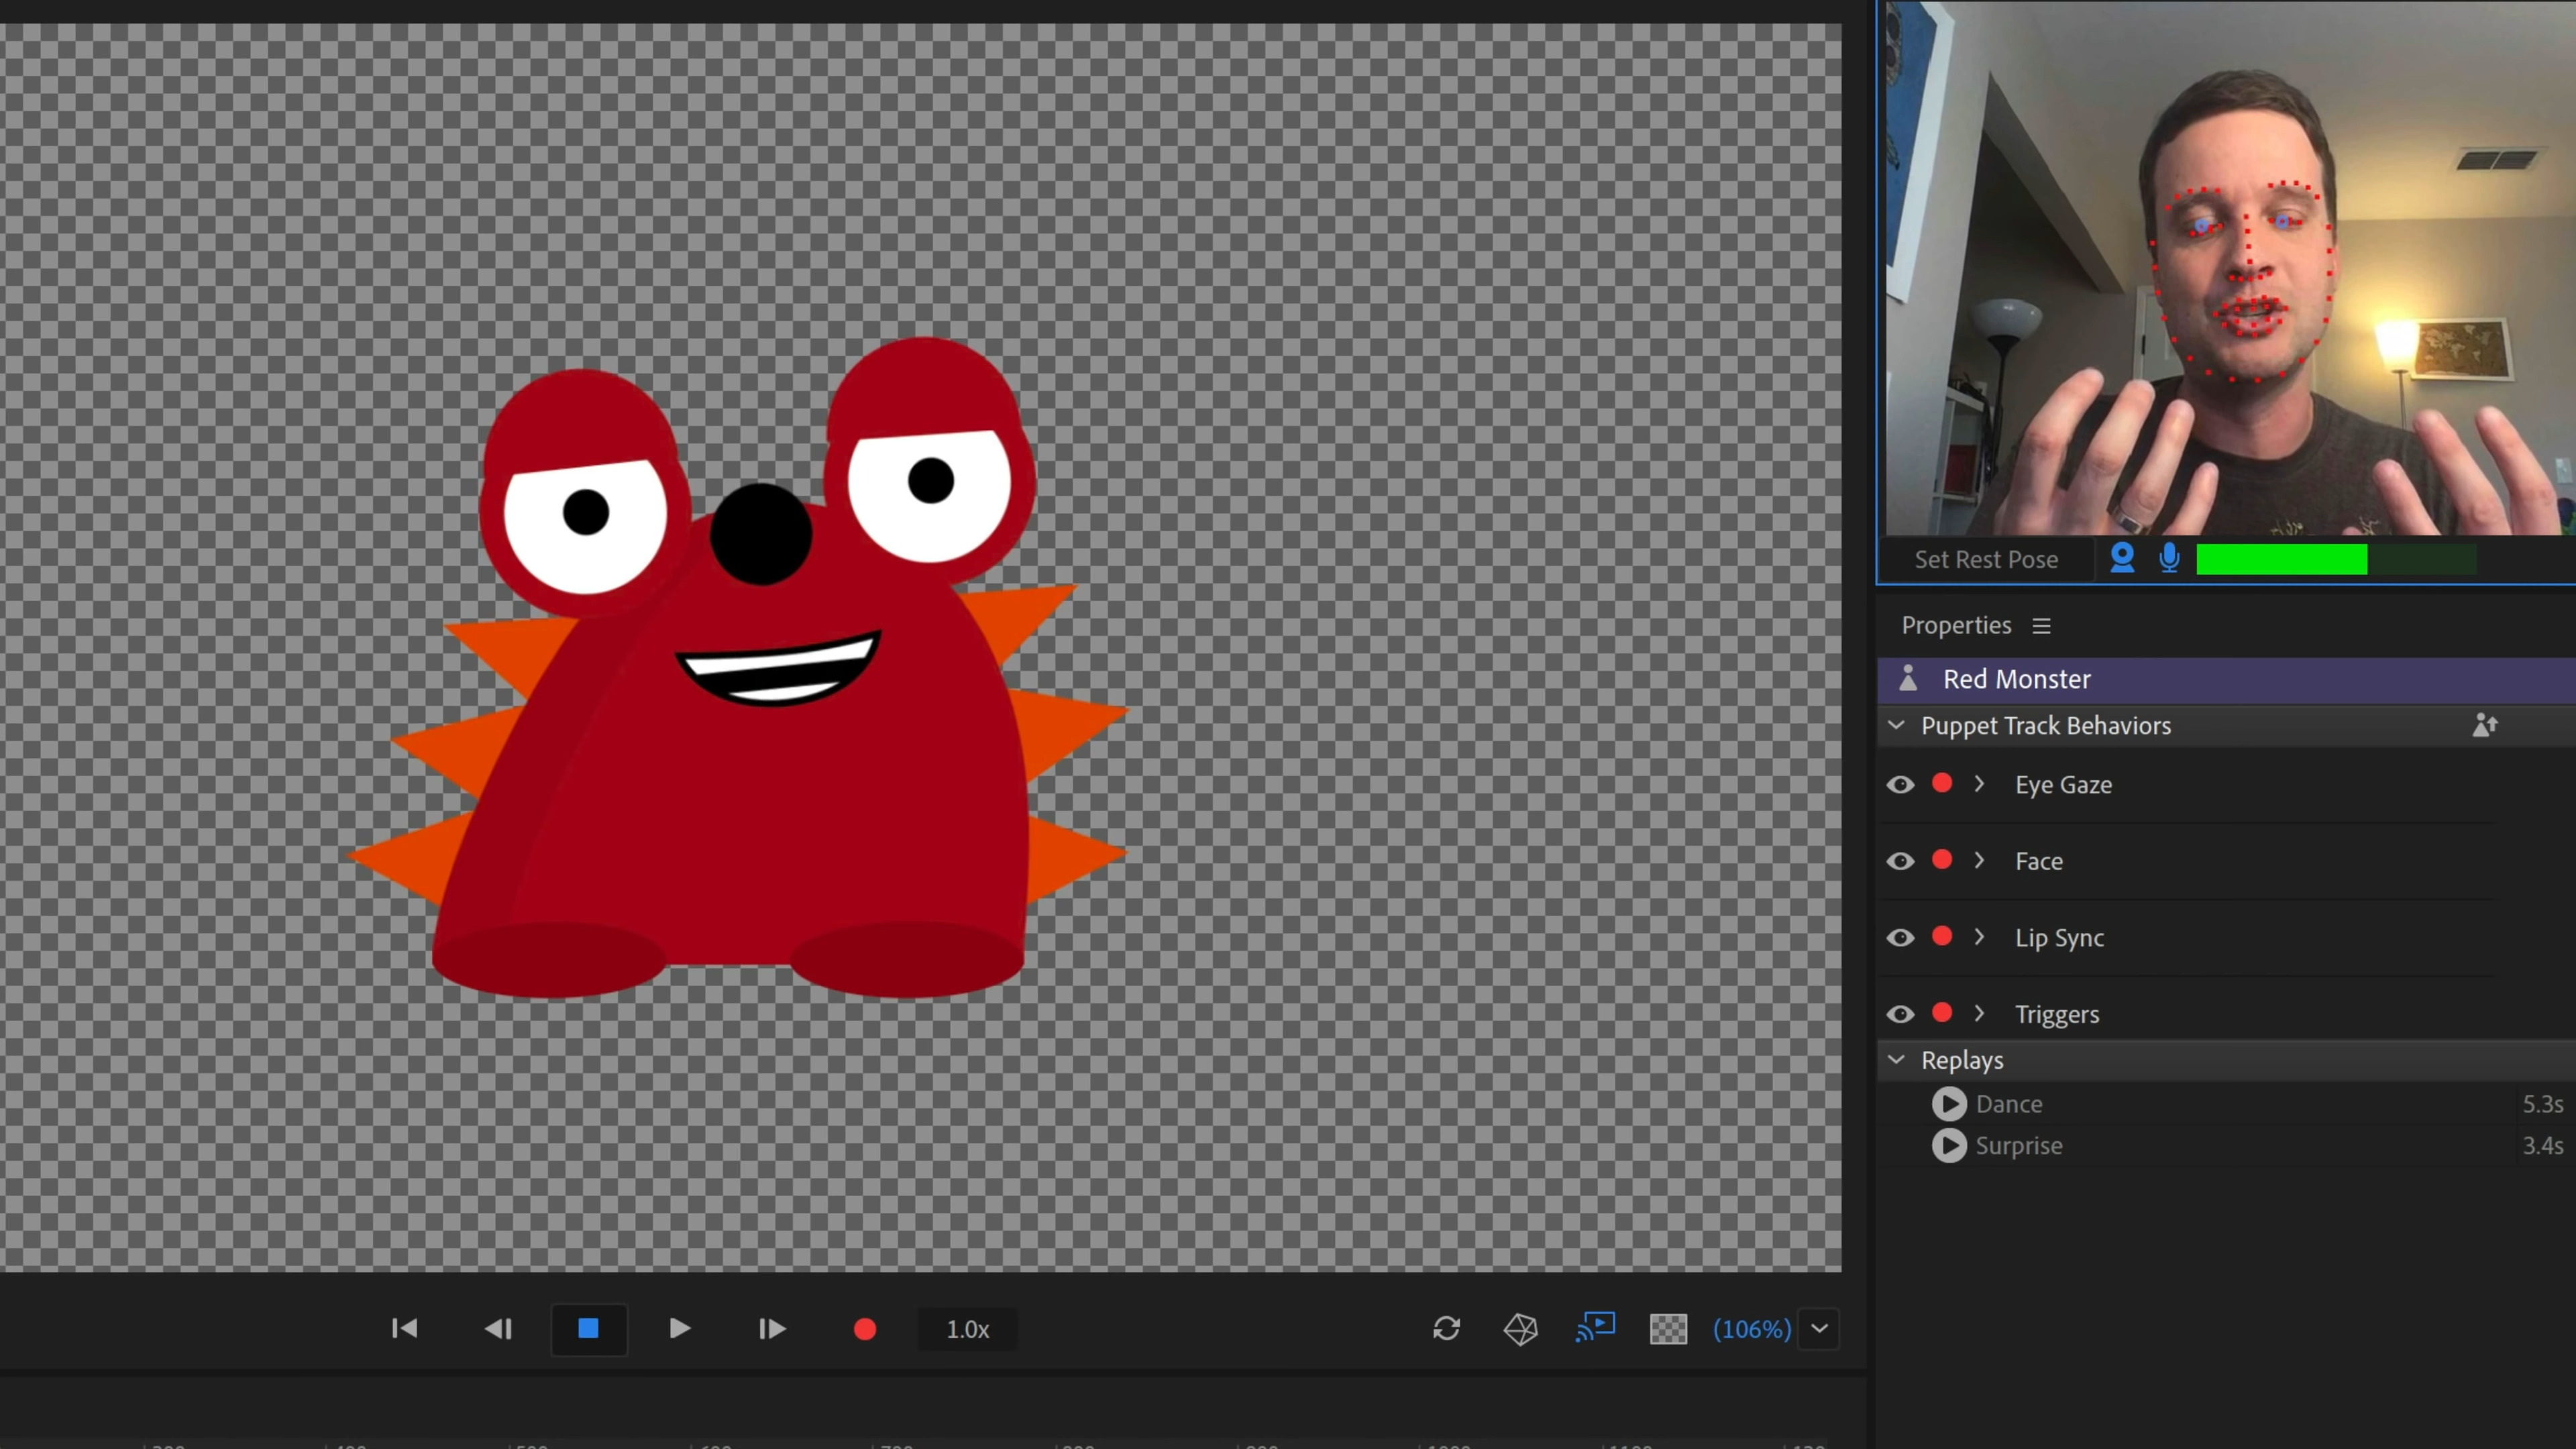 Set Rest Pose
Properties
Red Monster
Puppet Track Behaviors
Eye Gaze
Face
Lip Sync
Triggers
Replays
Dance 5.3s
Surprise 3.4s
1.0x (106%)